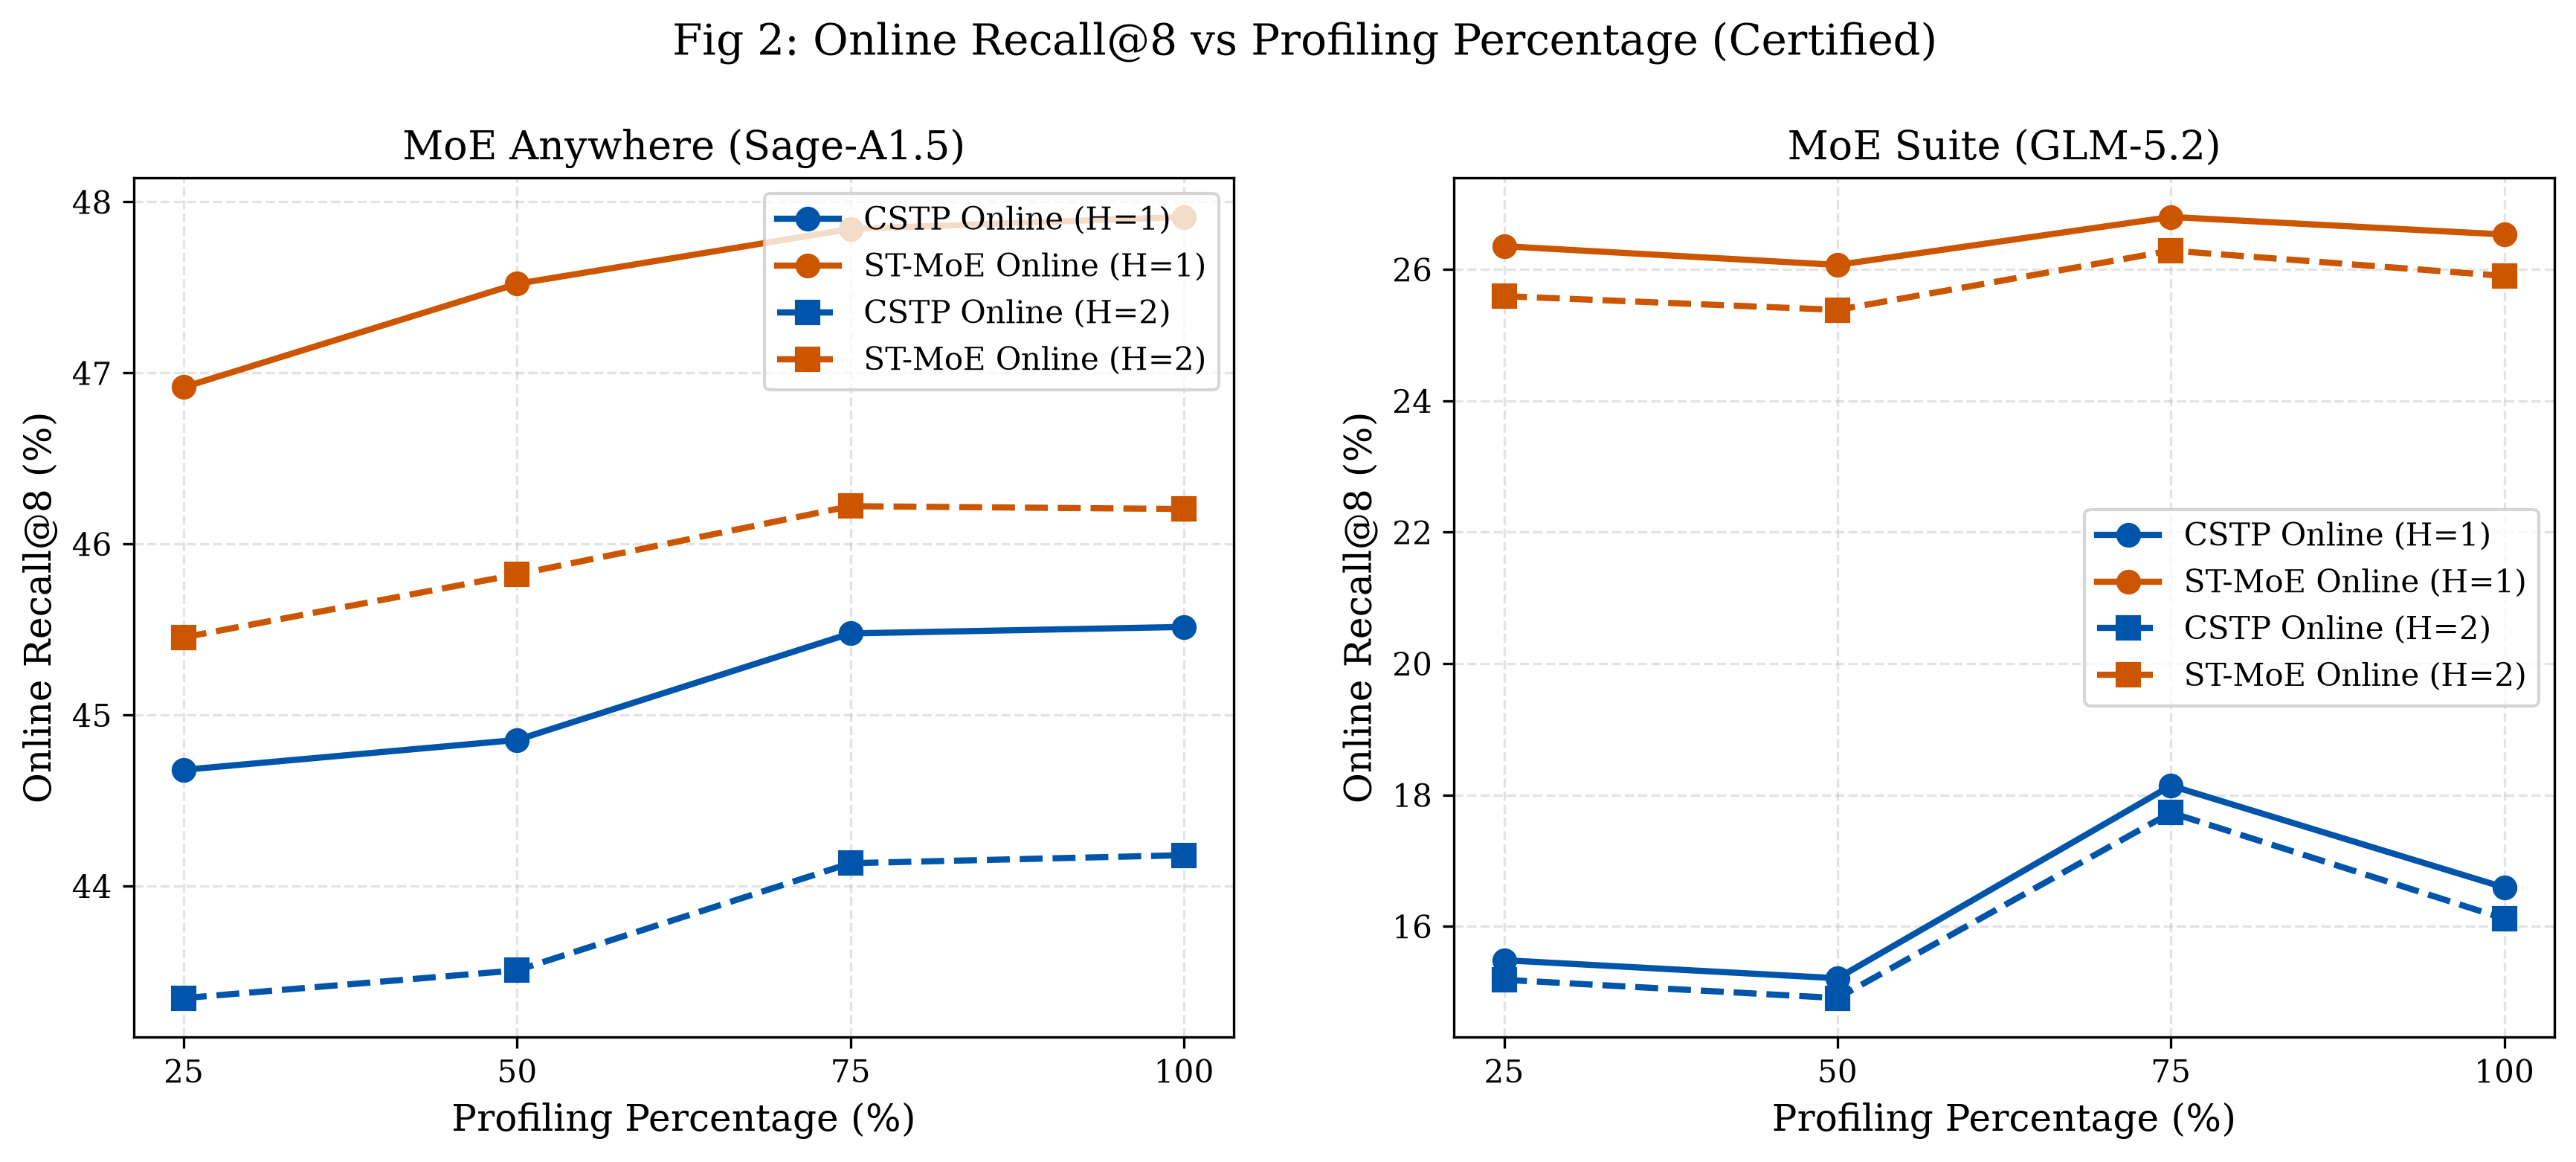 Fig 2: Online Recall@8 vs Profiling Percentage (Certified)
MoE Anywhere (Sage-A1.5)
Online Recall@8 (%)
48
47
46
45
44
CSTP Online (H=1)
ST-MoE Online (H=1)
CSTP Online (H=2)
ST-MoE Online (H=2)
25 50 75 100
Profiling Percentage (%)
MoE Suite (GLM-5.2)
Online Recall@8 (%)
26
24
22
20
18
16
CSTP Online (H=1)
ST-MoE Online (H=1)
CSTP Online (H=2)
ST-MoE Online (H=2)
25 50 75 100
Profiling Percentage (%)